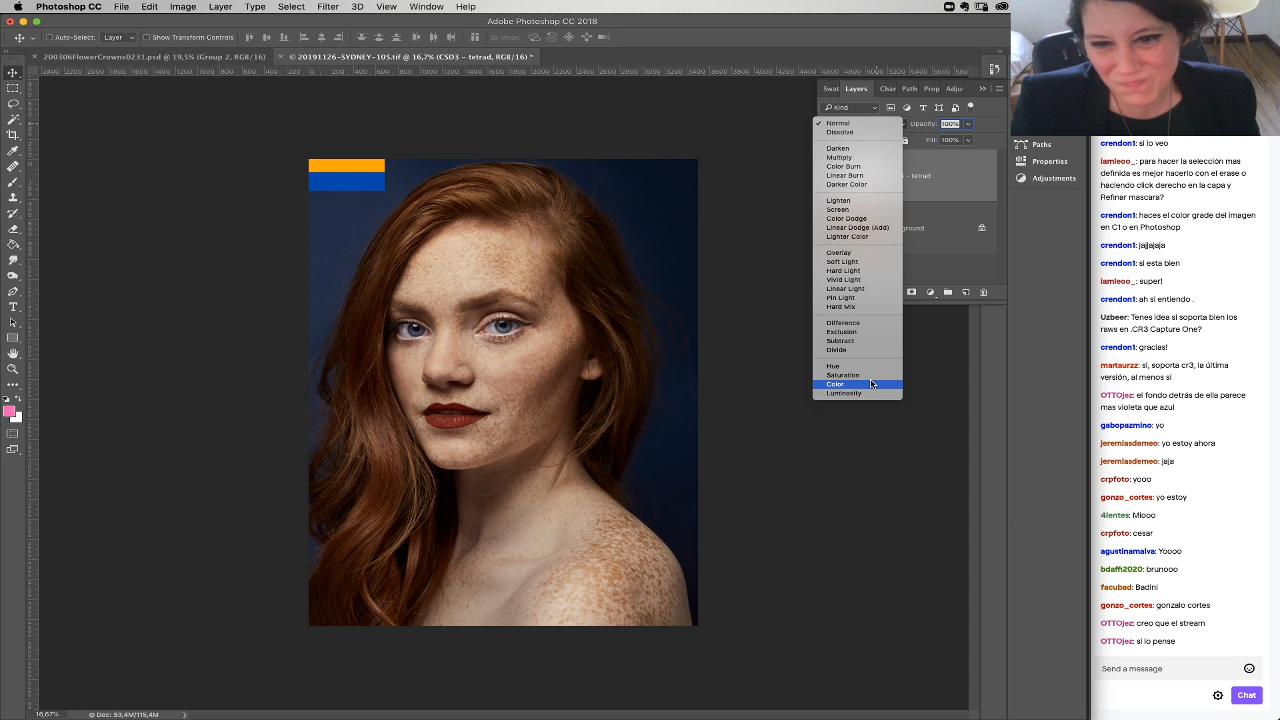 Photoshop CC File Edit Image Layer Type Select Filter 3D View Window Help
Adobe Photoshop CC 2018
Auto-Select: Layer Show Transform Controls 3D Mode:
200306FlowerCrowns0231.psd @ 19,5% (Group 2, RGB/16)
© 20191126-SYDNEY-105.tif @ 16,7% (CSD3 - tetrad, RGB/16) *
Swat Layers Char Path Prop Adju
Kind
Normal
Opacity: 100%
Dissolve
Fill: 100%
Darken
Multiply
Color Burn
Linear Burn
Darker Color
- tetrad
Lighten
Screen
Color Dodge
Linear Dodge (Add)
Lighter Color
ground
Overlay
Soft Light
Hard Light
Vivid Light
Linear Light
Pin Light
Hard Mix
Difference
Exclusion
Subtract
Divide
Hue
Saturation
Color
Luminosity
Paths
Properties
Adjustments
crendon1: si lo veo
iamleoo_: para hacer la selección mas
definida es mejor hacerlo con el erase o
haciendo click derecho en la capa y
Refinar mascara?
crendon1: haces el color grade del imagen
en C1 o en Photoshop
crendon1: jajjajaja
crendon1: si esta bien
iamleoo_: super!
crendon1: ah si entiendo .
Uzbeer: Tenes idea si soporta bien los
raws en .CR3 Capture One?
crendon1: gracias!
martaurzz: si, soporta cr3, la última
versión, al menos si
OTTOjez: el fondo detrás de ella parece
mas violeta que azul
gabopazmino: yo
jeremiasdemeo: yo estoy ahora
jeremiasdemeo: jaja
crpfoto: yooo
gonzo_cortes: yo estoy
4lentes: Miooo
crpfoto: cesar
agustinamalva: Yoooo
bdaffi2020: brunooo
facubad: Badini
gonzo_cortes: gonzalo cortes
OTTOjez: creo que el stream
OTTOjez: si lo pense
Send a message
Chat
16,67% Doc: 93,4M/115,4M